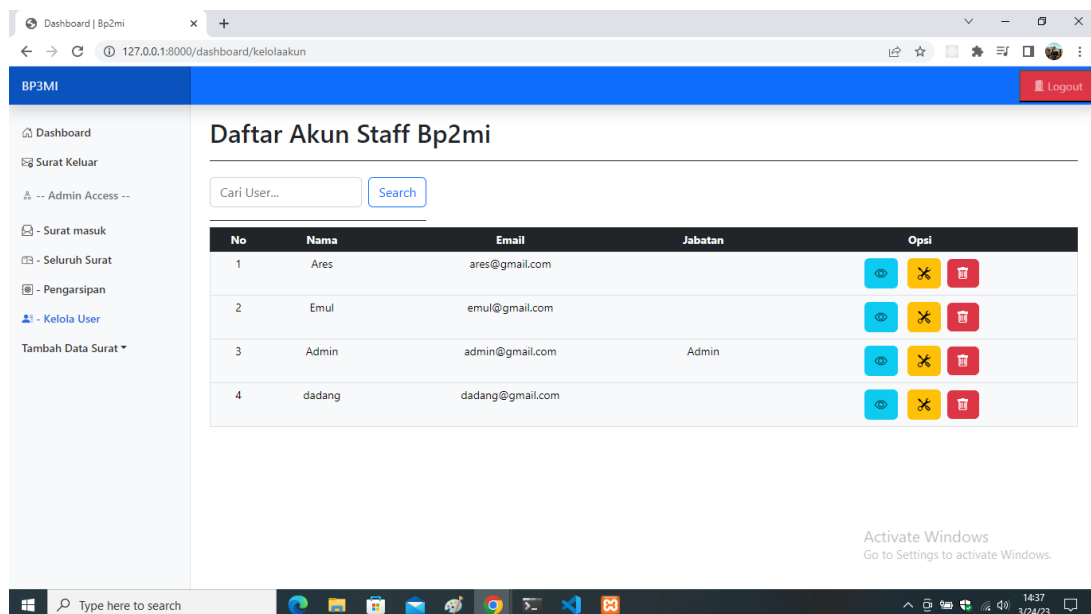 Dashboard | Bp2mi
127.0.0.1:8000/dashboard/kelolaakun
BP3MI
Logout
Dashboard
Surat Keluar
-- Admin Access --
- Surat masuk
- Seluruh Surat
- Pengarsipan
- Kelola User
Tambah Data Surat
Daftar Akun Staff Bp2mi
Cari User...
Search
No Nama Email Jabatan Opsi
1 Ares ares@gmail.com
2 Emul emul@gmail.com
3 Admin admin@gmail.com Admin
4 dadang dadang@gmail.com
Activate Windows
Go to Settings to activate Windows.
Type here to search
14:37
3/24/23